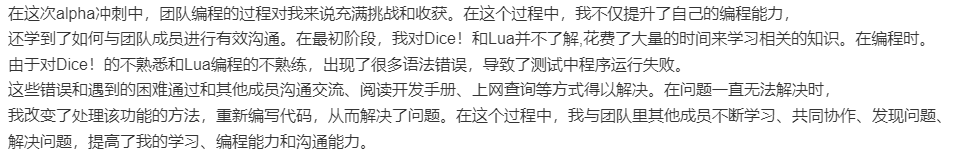 在这次alpha冲刺中，团队编程的过程对我来说充满挑战和收获。在这个过程中，我不仅提升了自己的编程能力，
还学到了如何与团队成员进行有效沟通。在最初阶段，我对Dice！和Lua并不了解,花费了大量的时间来学习相关的知识。在编程时。
由于对Dice！的不熟悉和Lua编程的不熟练，出现了很多语法错误，导致了测试中程序运行失败。
这些错误和遇到的困难通过和其他成员沟通交流、阅读开发手册、上网查询等方式得以解决。在问题一直无法解决时，
我改变了处理该功能的方法，重新编写代码，从而解决了问题。在这个过程中，我与团队里其他成员不断学习、共同协作、发现问题、
解决问题，提高了我的学习、编程能力和沟通能力。